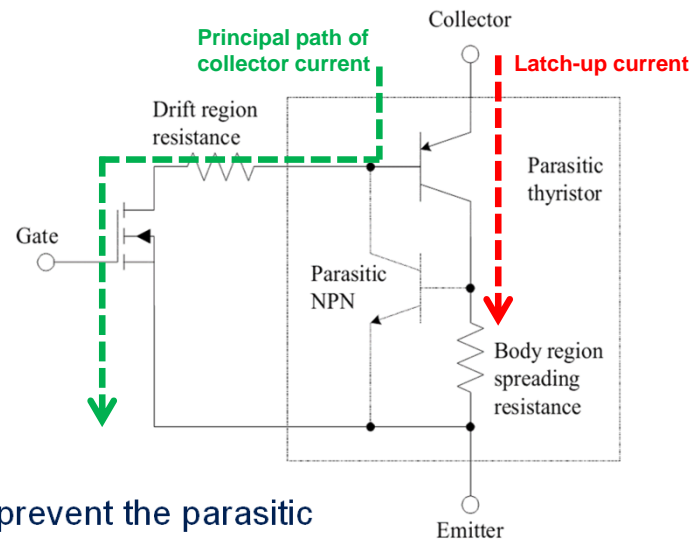 Collector
Principal path of
collector current
Latch-up current
Drift region
resistance
Parasitic
thyristor
Gate
Parasitic
NPN
Body region
spreading
resistance
prevent the parasitic
Emitter